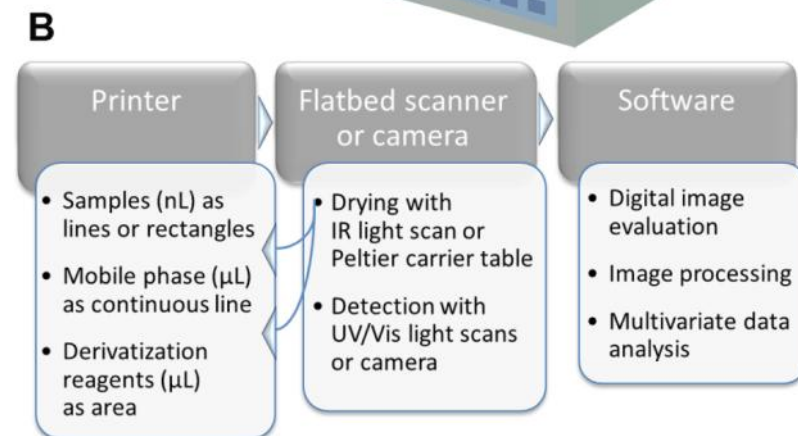 B
Printer
Flatbed scanner
or camera
Software
• Samples (nL) as
lines or rectangles
• Mobile phase (µL)
as continuous line
• Derivatization
reagents (µL)
as area
• Drying with
IR light scan or
Peltier carrier table
• Detection with
UV/Vis light scans
or camera
• Digital image
evaluation
• Image processing
• Multivariate data
analysis